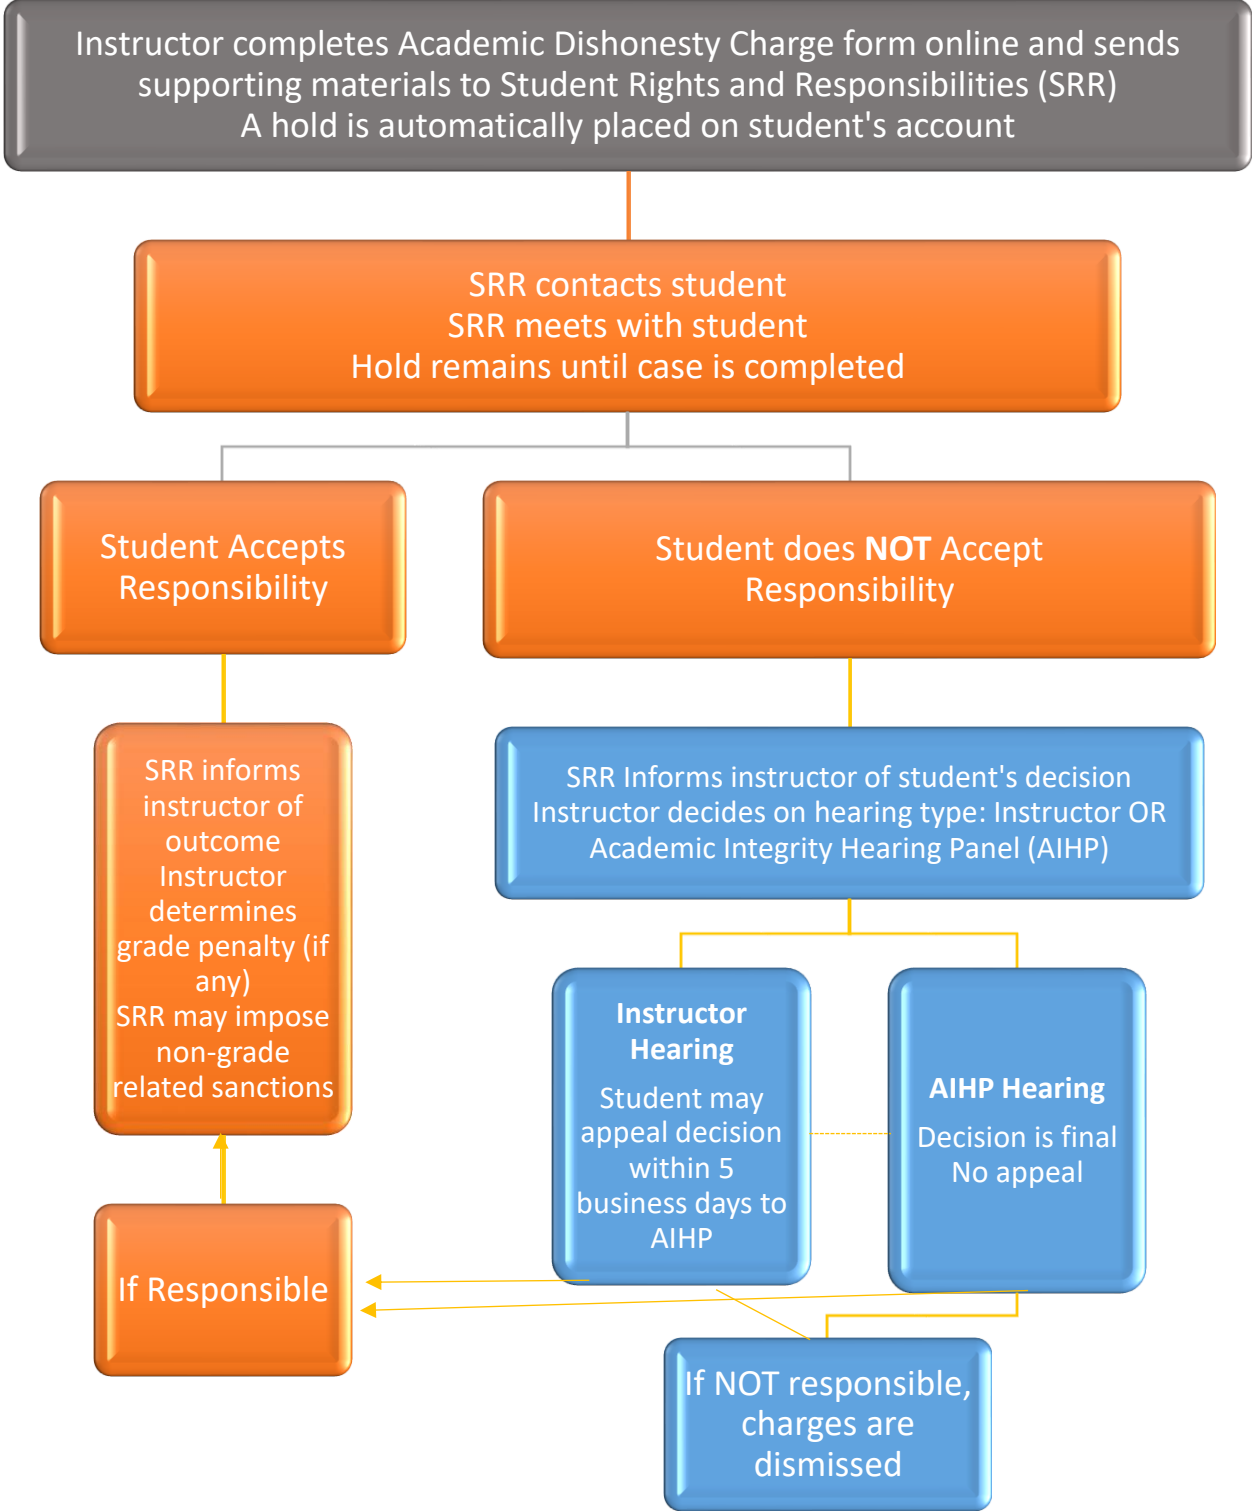 Instructor completes Academic Dishonesty Charge form online and sends
supporting materials to Student Rights and Responsibilities (SRR)
A hold is automatically placed on student's account
SRR contacts student
SRR meets with student
Hold remains until case is completed
Student Accepts
Responsibility
Student does NOT Accept
Responsibility
SRR informs
instructor of
outcome
Instructor
determines
grade penalty (if
any)
SRR may impose
non-grade
related sanctions
SRR Informs instructor of student's decision
Instructor decides on hearing type: Instructor OR
Academic Integrity Hearing Panel (AIHP)
Instructor
Hearing
Student may
appeal decision
within 5
business days to
AIHP
AIHP Hearing
Decision is final
No appeal
If Responsible
If NOT responsible,
charges are
dismissed